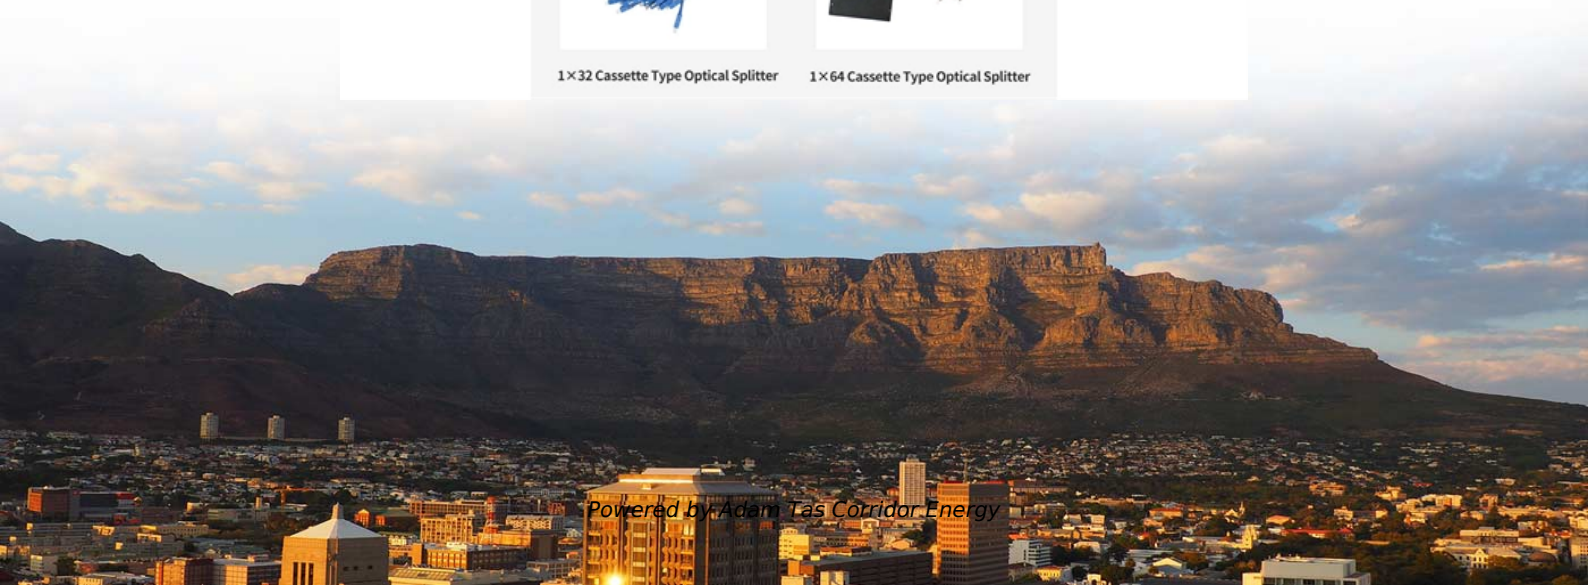 1×32 Cassette Type Optical Splitter
1×64 Cassette Type Optical Splitter
Powered by Adam Tas Corridor Energy